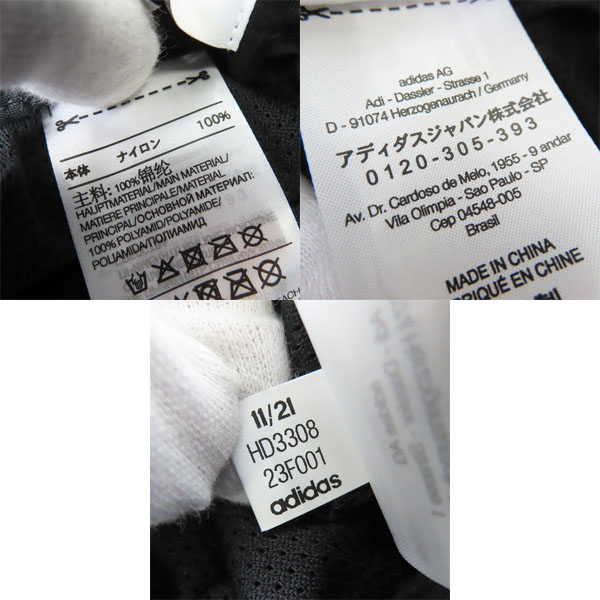 本体 ナイロン 100%
主料: 100%锦纶
HAUPTMATERIAL/MAIN MATERIAL/
MATIERE PRINCIPALE/MATERIAL
PRINCIPAL/ОСНОВНОЙ МАТЕРИАЛ:
100% POLYAMID/POLYAMIDE/
POLIAMIDA/ПОЛИАМИД
adidas AG
Adi - Dassler - Strasse 1
D - 91074 Herzogenaurach / Germany
アディダスジャパン株式会社
0120-305-393
Av. Dr. Cardoso de Melo, 1955 - 9 andar
Vila Olimpia - Sao Paulo - SP
Cep 04548-005
Brasil
MADE IN CHINA
FABRIQUÉ EN CHINE
11/21
HD3308
23F001
adidas